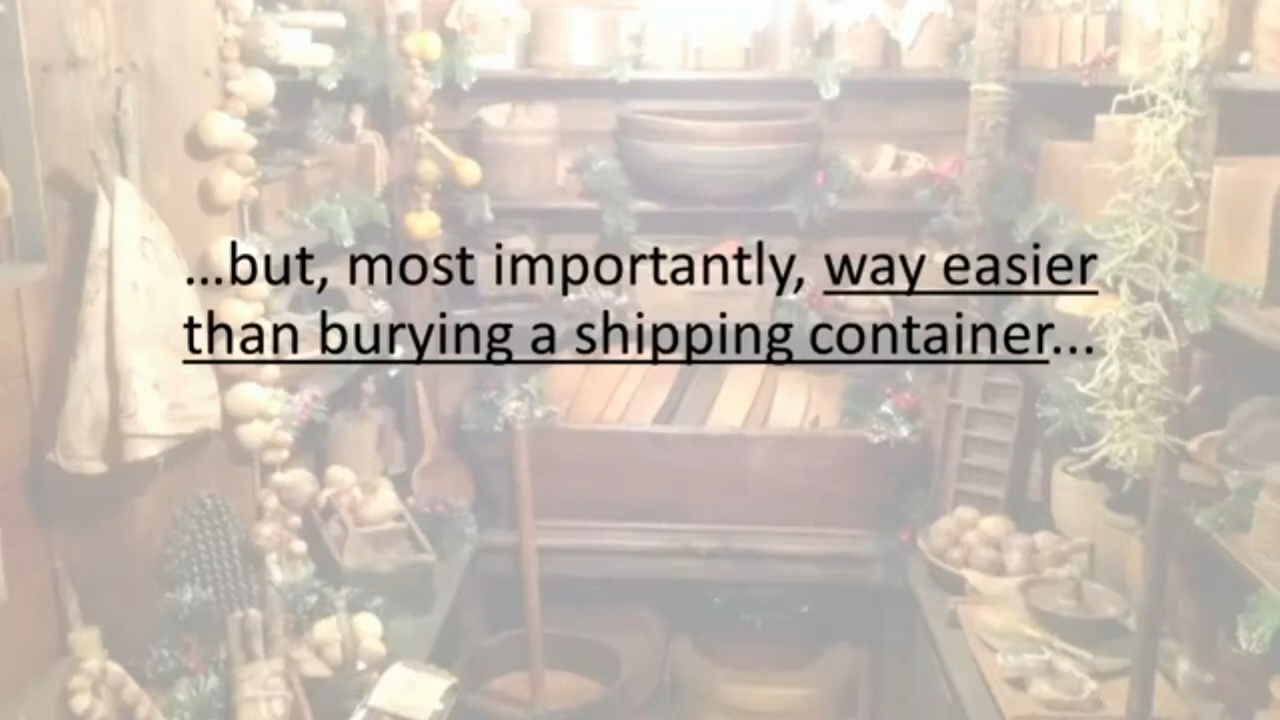 ...but, most importantly, way easier
than burying a shipping container...